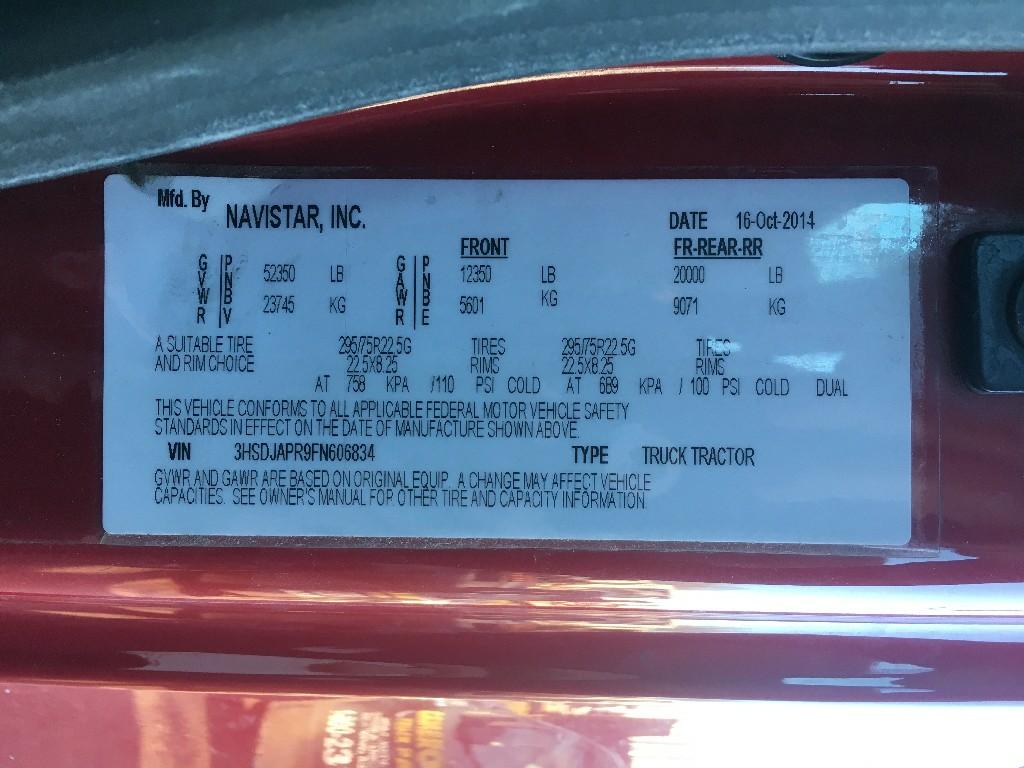 Mfd. By
NAVISTAR, INC.
DATE 16-Oct-2014
FRONT FR-REAR-RR
GVWR PNBV 52350 LB GAWR PNBE 12350 LB 20000 LB
23745 KG 5601 KG 9071 KG
A SUITABLE TIRE 295/75R22.5G TIRES 295/75R22.5G TIRES
AND RIM CHOICE 22.5X8.25 RIMS 22.5X8.25 RIMS
AT 758 KPA /110 PSI COLD AT 689 KPA / 100 PSI COLD DUAL
THIS VEHICLE CONFORMS TO ALL APPLICABLE FEDERAL MOTOR VEHICLE SAFETY
STANDARDS IN EFFECT ON THE DATE OF MANUFACTURE SHOWN ABOVE.
VIN 3HSDJAPR9FN606834 TYPE TRUCK TRACTOR
GVWR AND GAWR ARE BASED ON ORIGINAL EQUIP. A CHANGE MAY AFFECT VEHICLE
CAPACITIES. SEE OWNER'S MANUAL FOR OTHER TIRE AND CAPACITY INFORMATION.